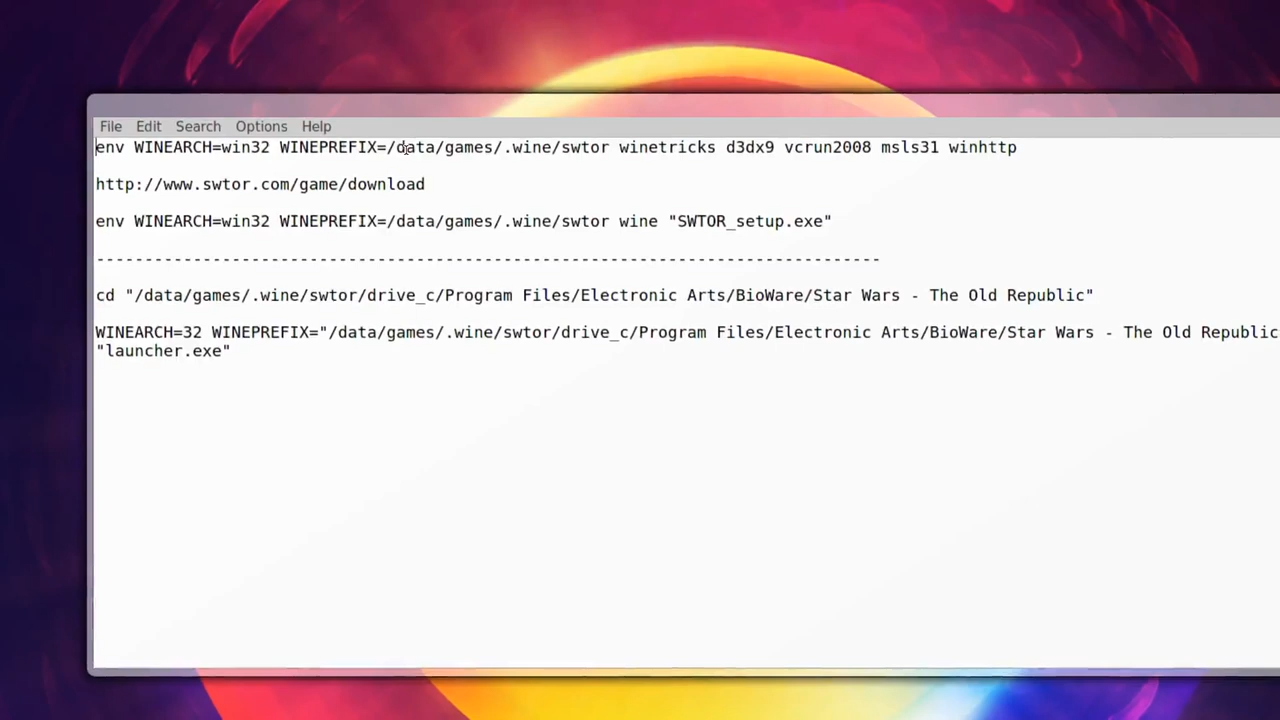 File Edit Search Options Help
env WINEARCH=win32 WINEPREFIX=/data/games/.wine/swtor winetricks d3dx9 vcrun2008 msls31 winhttp
http://www.swtor.com/game/download
env WINEARCH=win32 WINEPREFIX=/data/games/.wine/swtor wine "SWTOR_setup.exe"
---------------------------------------------------------------------------------
cd "/data/games/.wine/swtor/drive_c/Program Files/Electronic Arts/BioWare/Star Wars - The Old Republic"
WINEARCH=32 WINEPREFIX="/data/games/.wine/swtor/drive_c/Program Files/Electronic Arts/BioWare/Star Wars - The Old Republic
"launcher.exe"